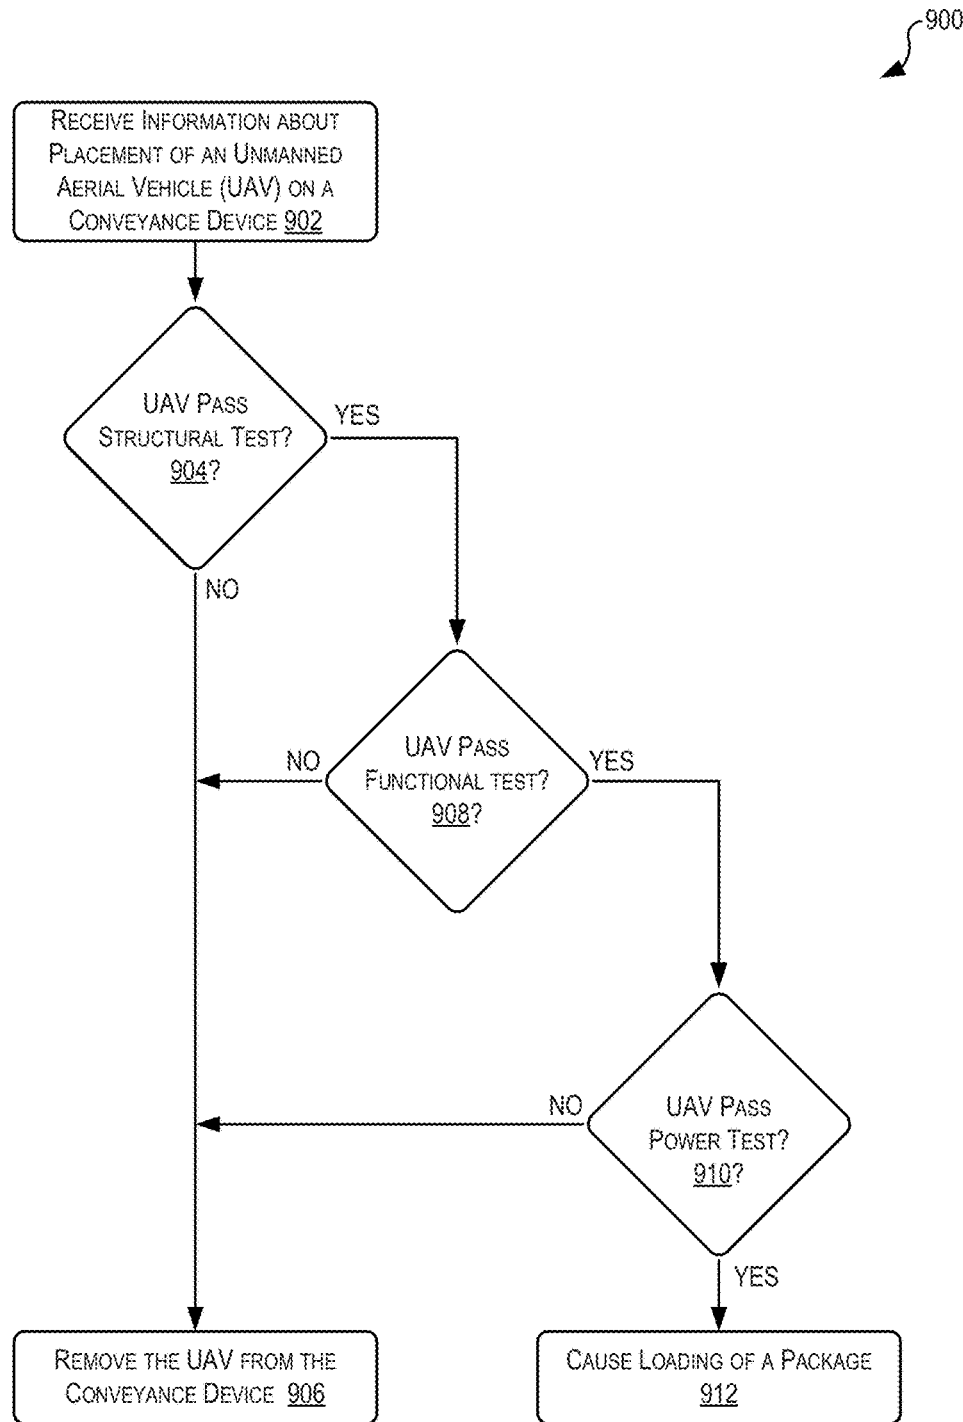 900
RECEIVE INFORMATION ABOUT
PLACEMENT OF AN UNMANNED
AERIAL VEHICLE (UAV) ON A
CONVEYANCE DEVICE 902
UAV PASS
STRUCTURAL TEST?
904?
YES
NO
UAV PASS
FUNCTIONAL TEST?
908?
NO
YES
UAV PASS
POWER TEST?
910?
NO
YES
REMOVE THE UAV FROM THE
CONVEYANCE DEVICE 906
CAUSE LOADING OF A PACKAGE
912